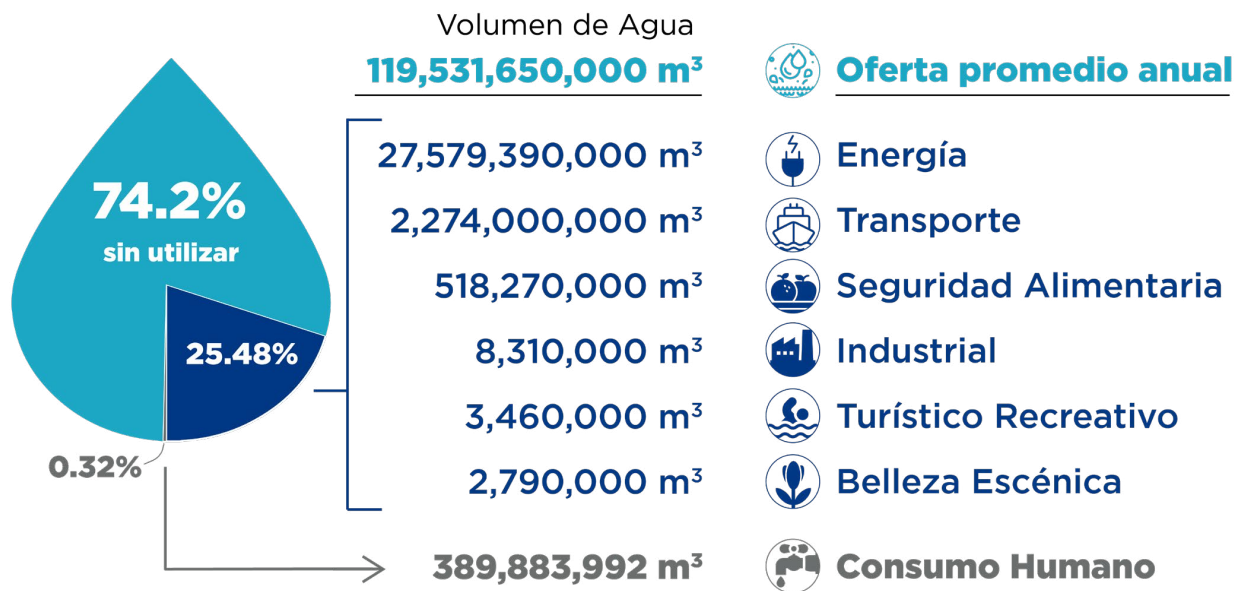 Volumen de Agua
119,531,650,000 m³ Oferta promedio anual
27,579,390,000 m³ Energía
2,274,000,000 m³ Transporte
518,270,000 m³ Seguridad Alimentaria
8,310,000 m³ Industrial
3,460,000 m³ Turístico Recreativo
2,790,000 m³ Belleza Escénica
389,883,992 m³ Consumo Humano
74.2%
sin utilizar
25.48%
0.32%